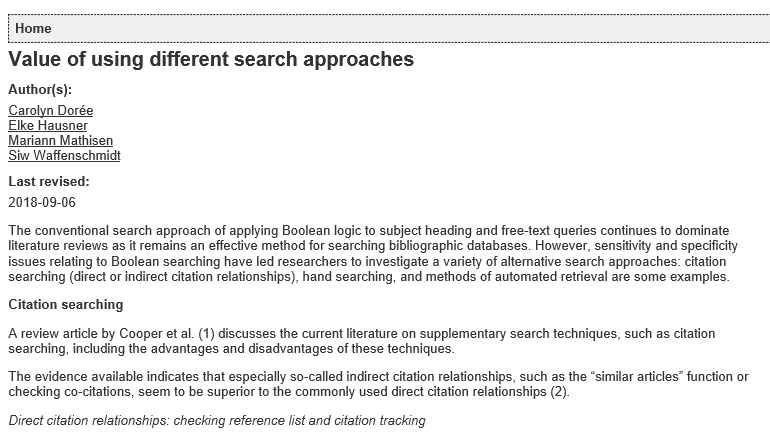 Home
Value of using different search approaches
Author(s):
Carolyn Dorée
Elke Hausner
Mariann Mathisen
Siw Waffenschmidt
Last revised:
2018-09-06
The conventional search approach of applying Boolean logic to subject heading and free-text queries continues to dominate
literature reviews as it remains an effective method for searching bibliographic databases. However, sensitivity and specificity
issues relating to Boolean searching have led researchers to investigate a variety of alternative search approaches: citation
searching (direct or indirect citation relationships), hand searching, and methods of automated retrieval are some examples.
Citation searching
A review article by Cooper et al. (1) discusses the current literature on supplementary search techniques, such as citation
searching, including the advantages and disadvantages of these techniques.
The evidence available indicates that especially so-called indirect citation relationships, such as the “similar articles” function or
checking co-citations, seem to be superior to the commonly used direct citation relationships (2).
Direct citation relationships: checking reference list and citation tracking